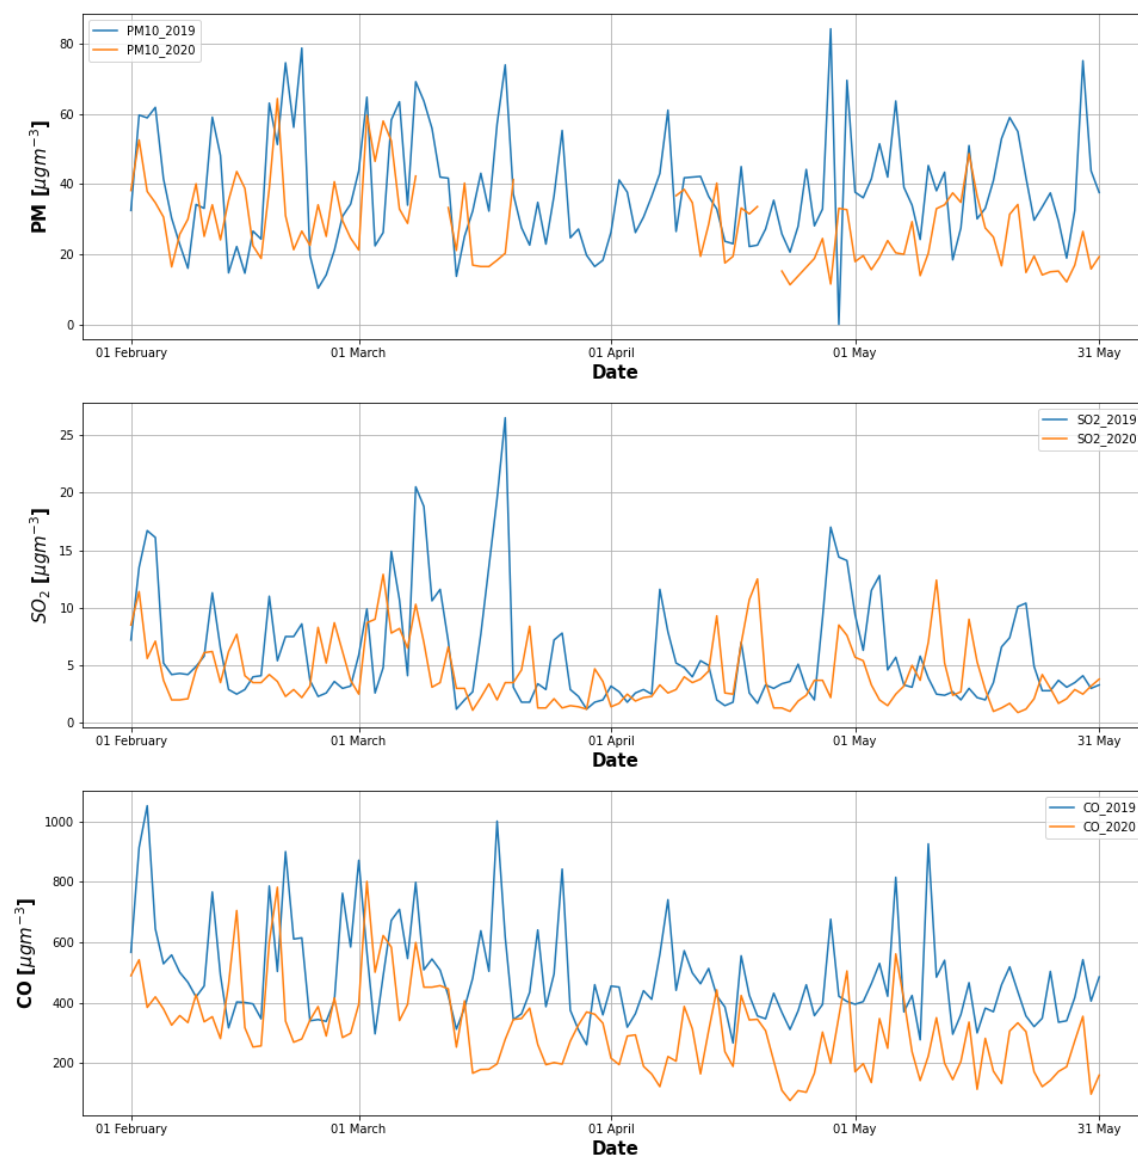 PM10_2019
PM10_2020
PM [µgm⁻³]
80
60
40
20
0
01 February 01 March 01 April 01 May 31 May
Date
SO2_2019
SO2_2020
SO₂ [µgm⁻³]
25
20
15
10
5
0
01 February 01 March 01 April 01 May 31 May
Date
CO_2019
CO_2020
CO [µgm⁻³]
1000
800
600
400
200
01 February 01 March 01 April 01 May 31 May
Date